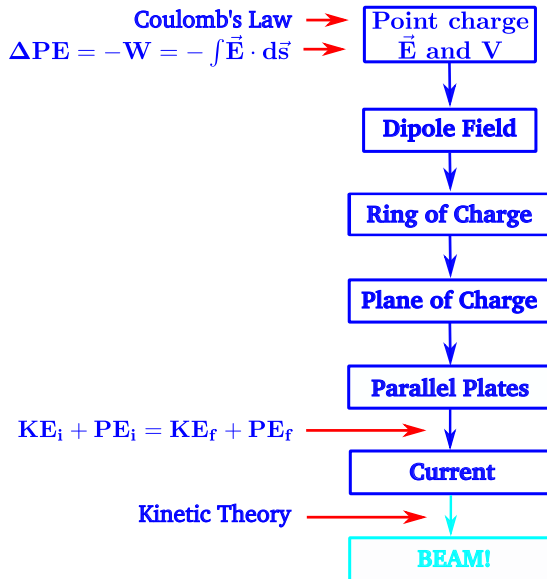 Coulomb's Law
Point charge
ΔPE = −W = − ∫E⃗ · ds⃗
E⃗ and V
Dipole Field
Ring of Charge
Plane of Charge
Parallel Plates
KEᵢ + PEᵢ = KE_f + PE_f
Current
Kinetic Theory
BEAM!